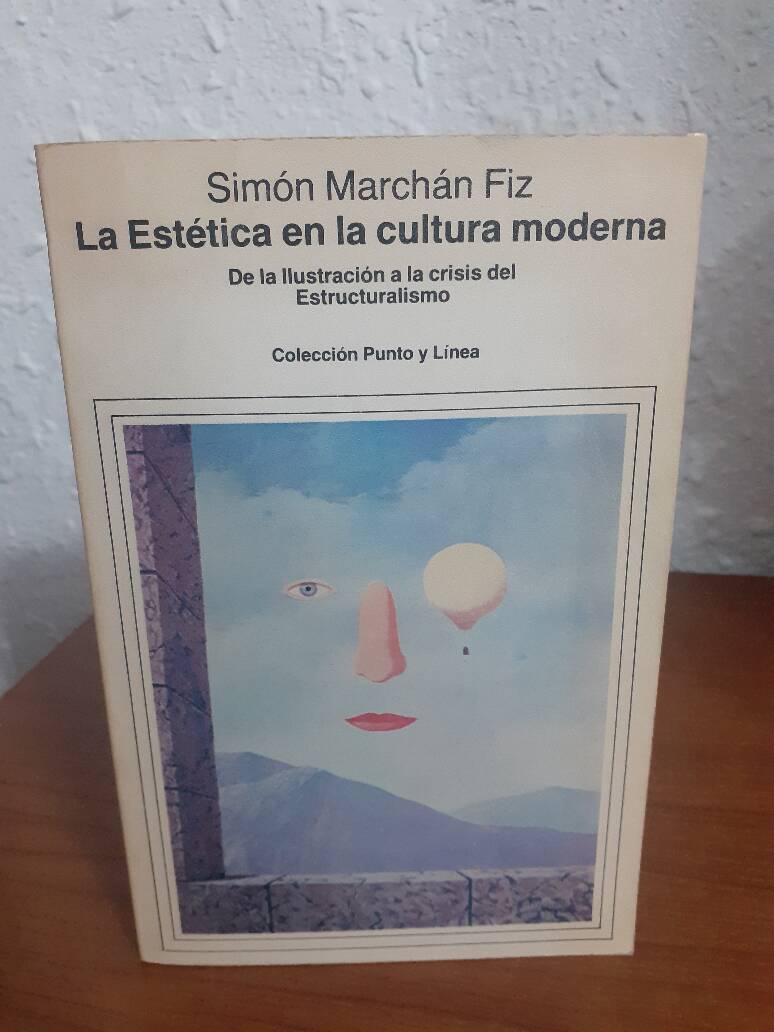 Simón Marchán Fiz
La Estética en la cultura moderna
De la Ilustración a la crisis del
Estructuralismo
Colección Punto y Línea